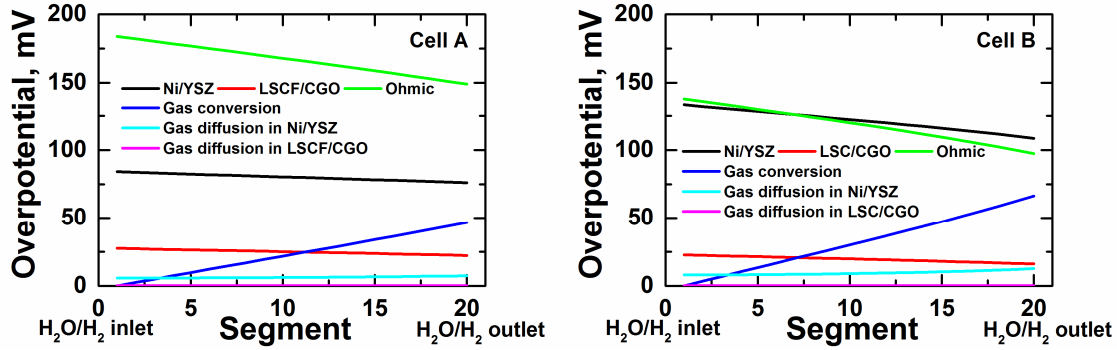 Overpotential, mV
200
150
100
50
0
Cell A
Ni/YSZ LSCF/CGO Ohmic
Gas conversion
Gas diffusion in Ni/YSZ
Gas diffusion in LSCF/CGO
0 5 10 15 20
H₂O/H₂ inlet Segment H₂O/H₂ outlet
Overpotential, mV
200
150
100
50
0
Cell B
Ni/YSZ LSC/CGO Ohmic
Gas conversion
Gas diffusion in Ni/YSZ
Gas diffusion in LSC/CGO
0 5 10 15 20
H₂O/H₂ inlet Segment H₂O/H₂ outlet